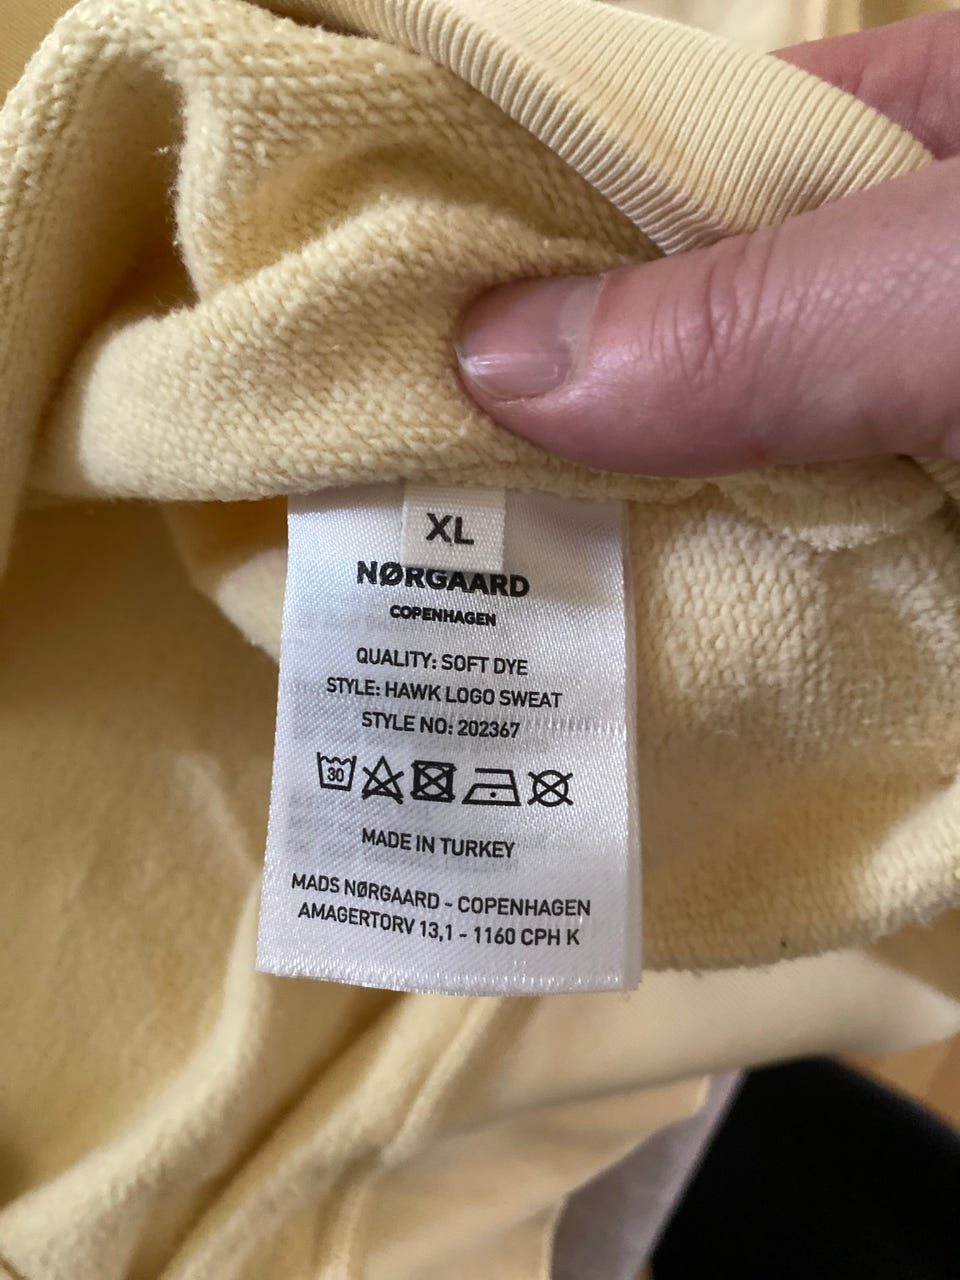 XL
NØRGAARD
COPENHAGEN
QUALITY: SOFT DYE
STYLE: HAWK LOGO SWEAT
STYLE NO: 202367
30
MADE IN TURKEY
MADS NØRGAARD - COPENHAGEN
AMAGERTORV 13,1 - 1160 CPH K